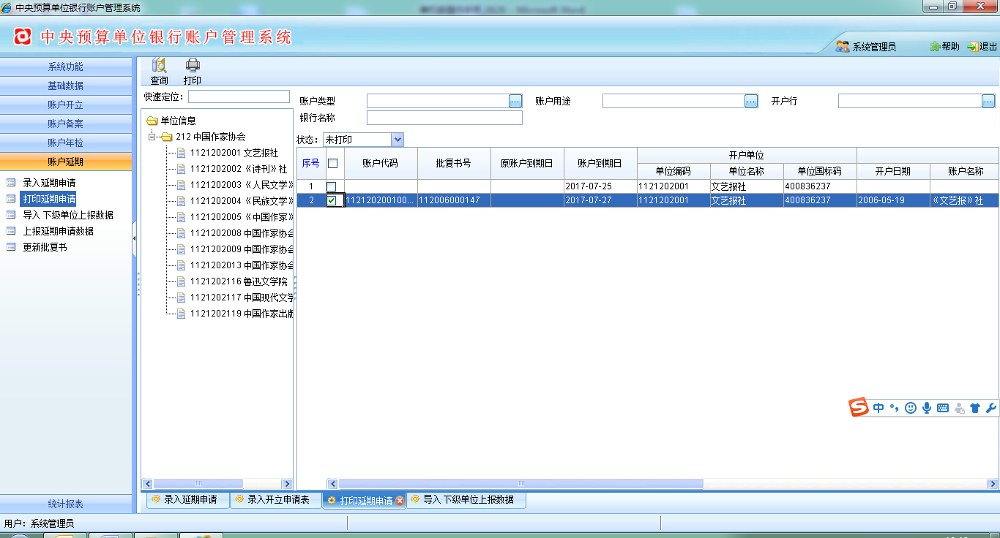 中央预算单位银行账户管理系统
中央预算单位银行账户管理系统
系统管理员 帮助 退出
系统功能
基础数据
账户开立
账户备案
账户年检
账户延期
录入延期申请
打印延期申请
导入下级单位上报数据
上报延期申请数据
更新批复书
统计报表
查询 打印
快速定位：
单位信息
212 中国作家协会
1121202001 文艺报社
1121202002《诗刊》社
1121202003《人民文学》
1121202004《民族文学》
1121202005《中国作家》
1121202008 中国作家协会
1121202009 中国作家协会
1121202013 中国作家协会
1121202116 鲁迅文学院
1121202117 中国现代文学
1121202119 中国作家出版
账户类型 ... 账户用途 ... 开户行 ...
银行名称
状态： 未打印
序号 账户代码 批复书号 原账户到期日 账户到期日 开户单位
单位编码 单位名称 单位国标码 开户日期 账户名称
1 2017-07-25 1121202001 文艺报社 400836237
2 112120200100... 112006000147 2017-07-27 1121202001 文艺报社 400836237 2006-05-19 《文艺报》社
中
录入延期申请 录入开立申请表 打印延期申请 导入下级单位上报数据
用户：系统管理员